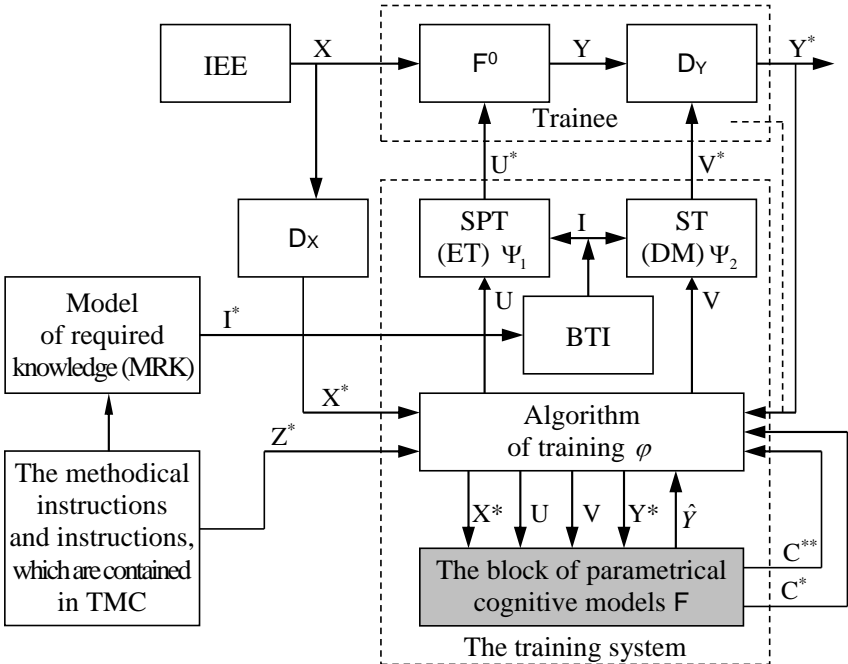 X
Y
Y*
IEE
F⁰
D_Y
Trainee
U*
V*
D_X
SPT
(ET) Ψ₁
I
ST
(DM) Ψ₂
Model
of required
knowledge (MRK)
I*
U
V
BTI
X*
Algorithm
of training φ
Z*
The methodical
instructions
and instructions,
which are contained
in TMC
X*
U
V
Y*
Ŷ
The block of parametrical
cognitive models F
C**
C*
The training system